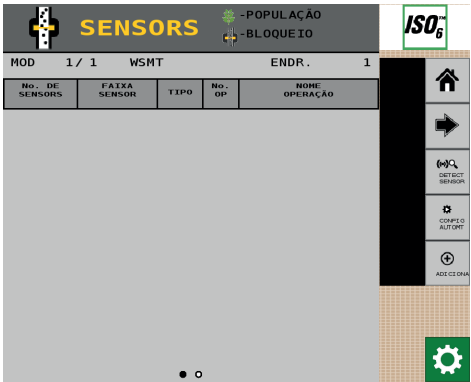 SENSORS
-POPULAÇÃO
-BLOQUEIO
ISO6™
MOD 1/ 1 WSMT ENDR. 1
No. DE SENSORS
FAIXA SENSOR
TIPO
No. OP
NOME OPERAÇÃO
DETECT
SENSOR
CONFIG
AUTOMT
ADICIONA